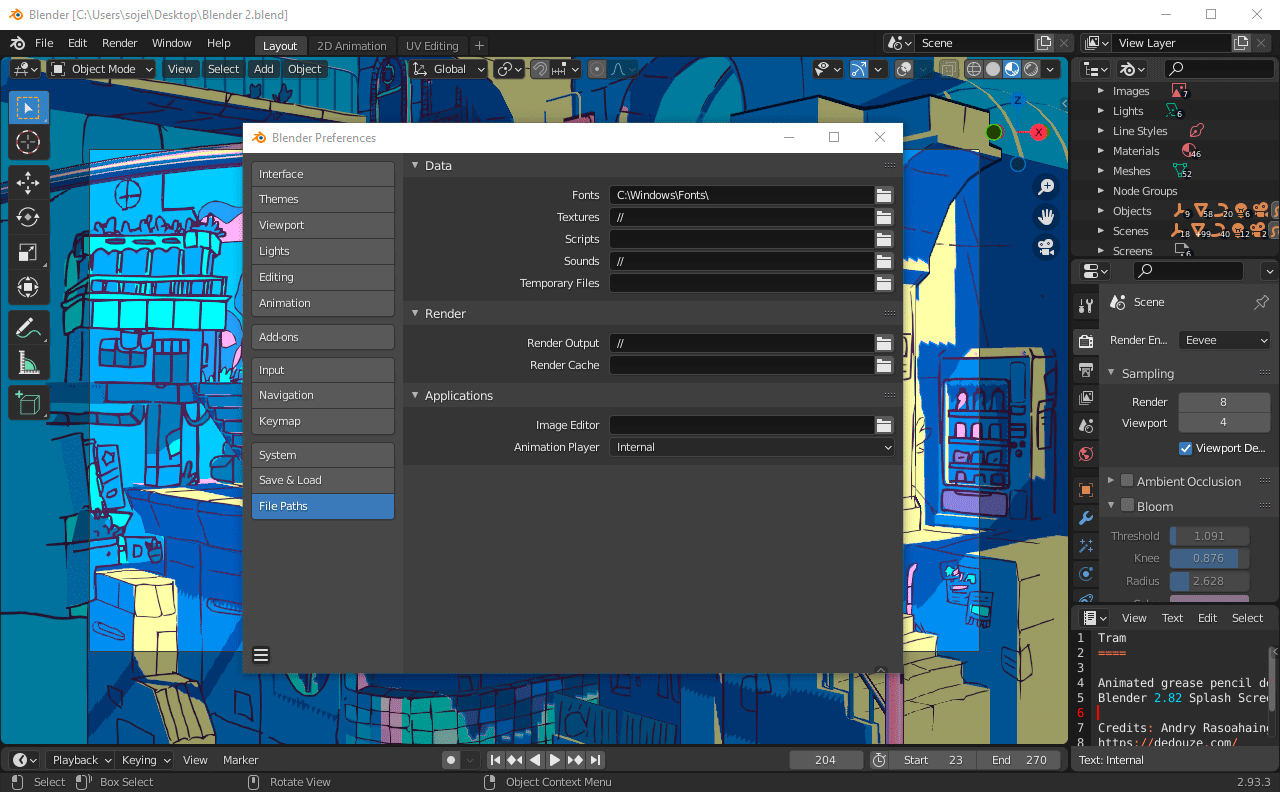 Blender [C:\Users\sojel\Desktop\Blender 2.blend]
File Edit Render Window Help Layout 2D Animation UV Editing + Scene View Layer
Object Mode View Select Add Object Global
Images 7
Lights 6
Line Styles
Materials 46
Meshes 52
Node Groups
Objects 9 58 20 6
Scenes 18 99 40 12 2
Screens 6
Z
X
Blender Preferences
Interface
Themes
Viewport
Lights
Editing
Animation
Add-ons
Input
Navigation
Keymap
System
Save & Load
File Paths
Data
Fonts C:\Windows\Fonts\
Textures //
Scripts
Sounds //
Temporary Files
Render
Render Output //
Render Cache
Applications
Image Editor
Animation Player Internal
Scene
Render En... Eevee
Sampling
Render 8
Viewport 4
Viewport De...
Ambient Occlusion
Bloom
Threshold 1.091
Knee 0.876
Radius 2.628
View Text Edit Select
1 Tram
2 ====
3
4 Animated grease pencil de
5 Blender 2.82 Splash Scree
6
7 Credits: Andry Rasoahaing
8 https://dedouze.com/
Text: Internal
D
Playback Keying View Marker 204 Start 23 End 270
Select Box Select Rotate View Object Context Menu 2.93.3